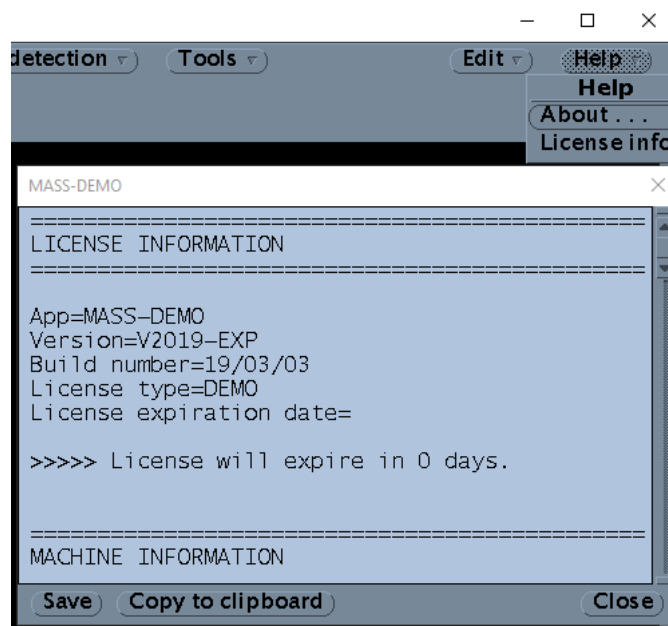 detection Tools Edit Help
Help
About . . .
License info
MASS-DEMO
==============================================
LICENSE INFORMATION
==============================================
App=MASS–DEMO
Version=V2019–EXP
Build number=19/03/03
License type=DEMO
License expiration date=
>>>>> License will expire in 0 days.
==============================================
MACHINE INFORMATION
Save Copy to clipboard Close